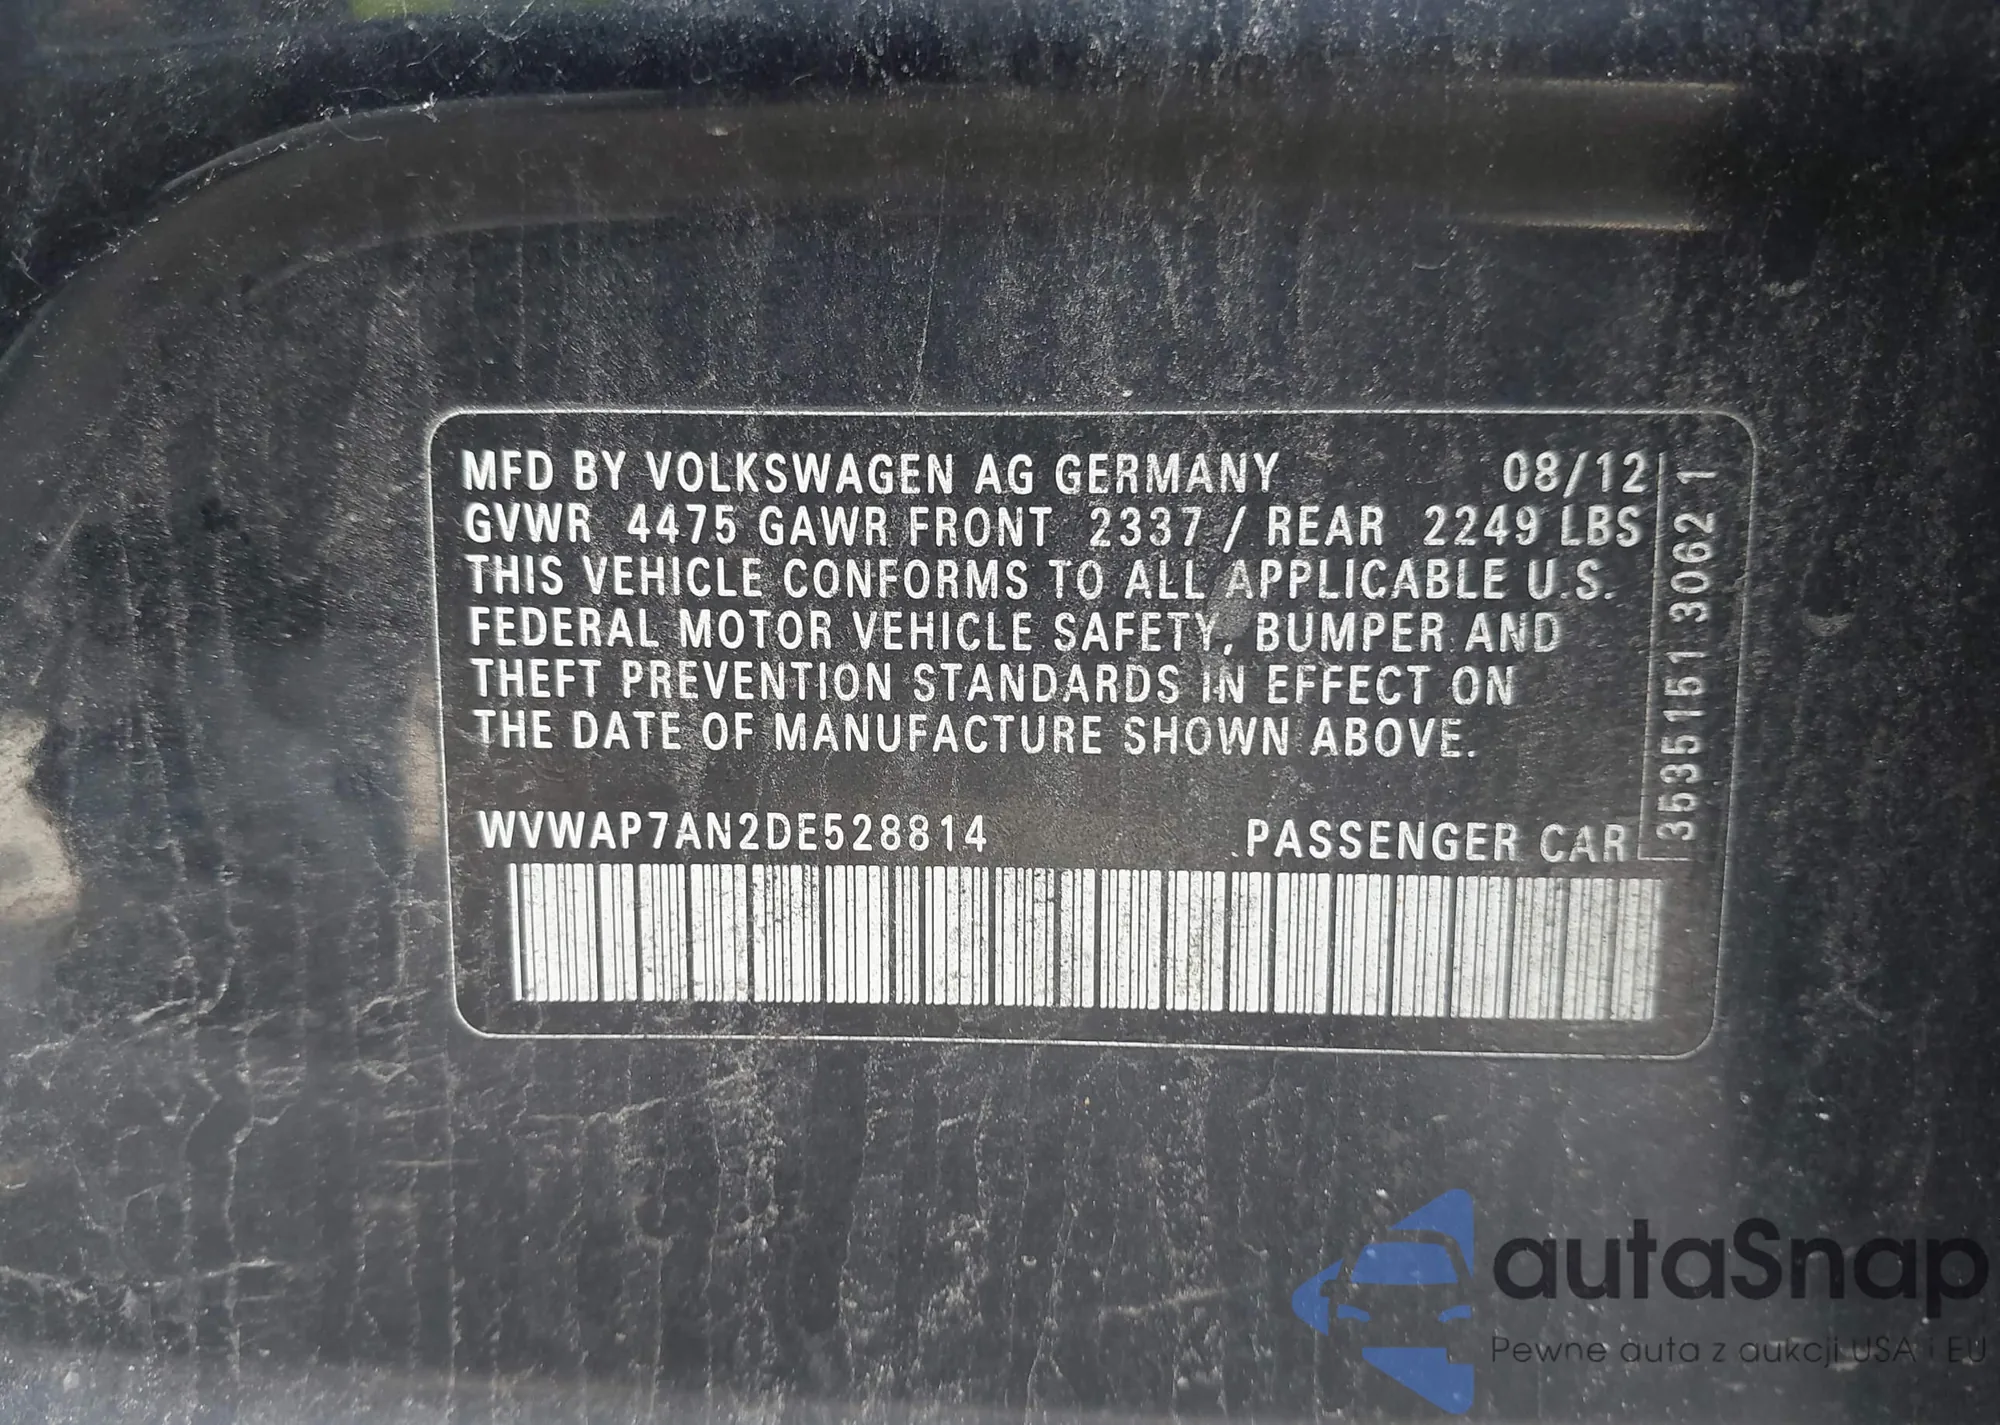 MFD BY VOLKSWAGEN AG GERMANY 08/12
GVWR 4475 GAWR FRONT 2337 / REAR 2249 LBS
THIS VEHICLE CONFORMS TO ALL APPLICABLE U.S.
FEDERAL MOTOR VEHICLE SAFETY, BUMPER AND
THEFT PREVENTION STANDARDS IN EFFECT ON
THE DATE OF MANUFACTURE SHOWN ABOVE.
WVWAP7AN2DE528814 PASSENGER CAR
3535151 3062 1
autaSnap
Pewne auta z aukcji USA i EU